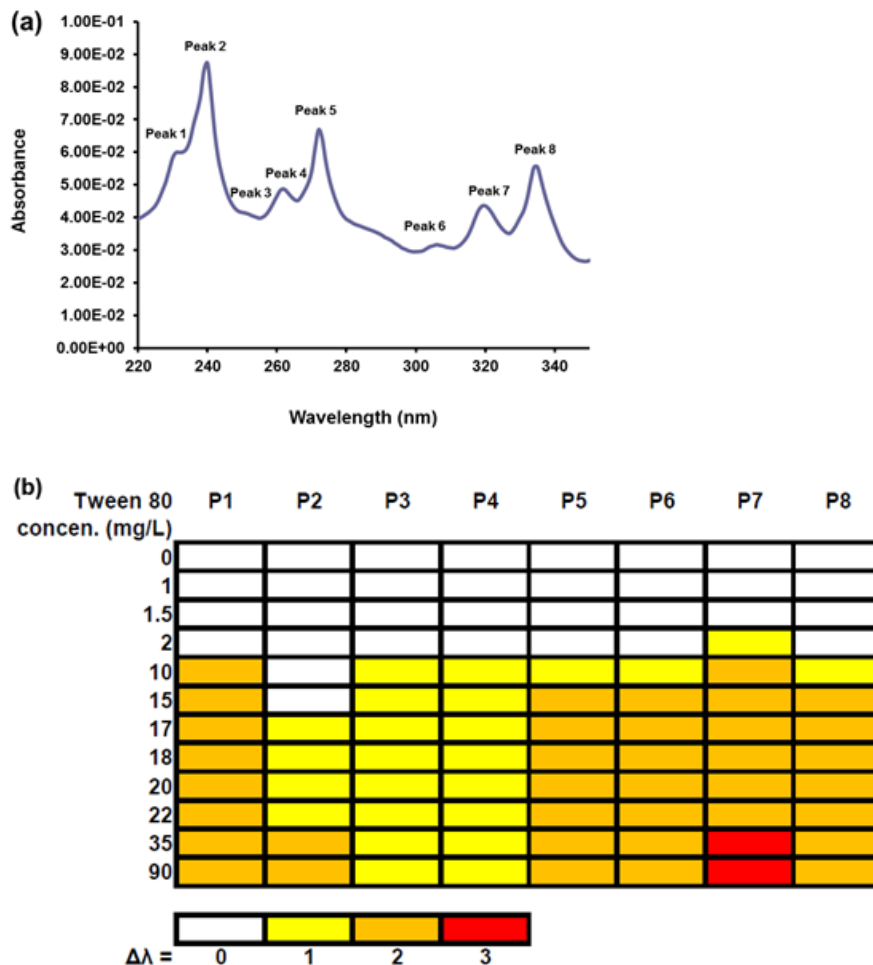 (a)
1.00E-01
9.00E-02
8.00E-02
7.00E-02
6.00E-02
5.00E-02
4.00E-02
3.00E-02
2.00E-02
1.00E-02
0.00E+00
Absorbance
Peak 1
Peak 2
Peak 3
Peak 4
Peak 5
Peak 6
Peak 7
Peak 8
220 240 260 280 300 320 340
Wavelength (nm)
(b)
Tween 80 P1 P2 P3 P4 P5 P6 P7 P8
concen. (mg/L)
0
1
1.5
2
10
15
17
18
20
22
35
90
Δλ = 0 1 2 3